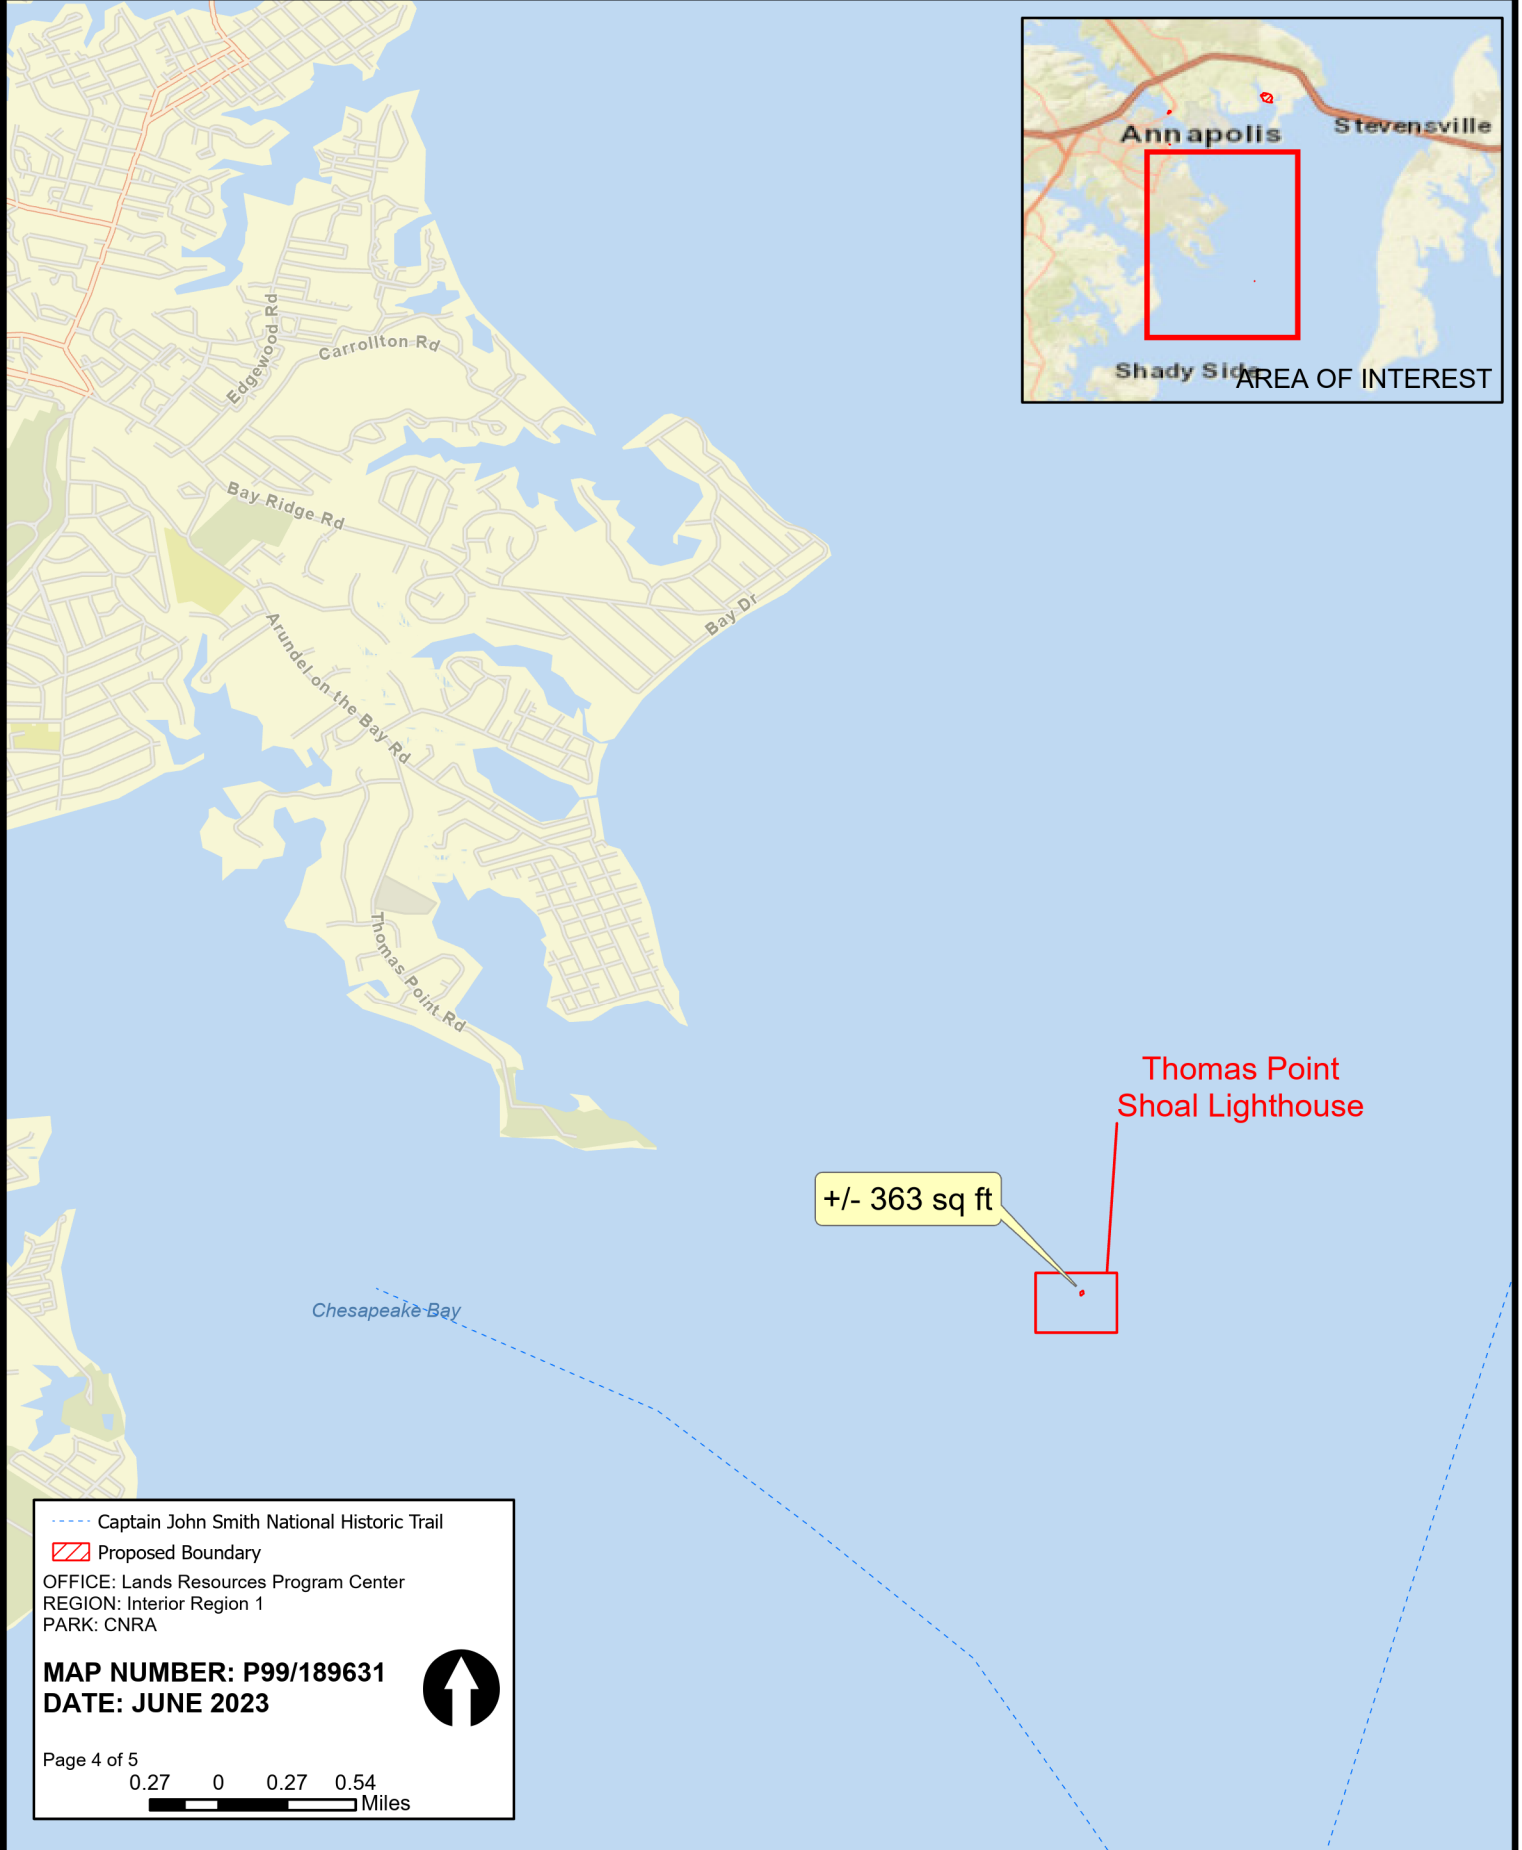 Annapolis
Stevensville
Shady Side
AREA OF INTEREST
Edgewood Rd
Carrollton Rd
Bay Ridge Rd
Bay Dr
Arundel on the Bay Rd
Thomas Point Rd
Thomas Point
Shoal Lighthouse
+/- 363 sq ft
Chesapeake Bay
Captain John Smith National Historic Trail
Proposed Boundary
OFFICE: Lands Resources Program Center
REGION: Interior Region 1
PARK: CNRA
MAP NUMBER: P99/189631
DATE: JUNE 2023
Page 4 of 5
0.27 0 0.27 0.54
Miles